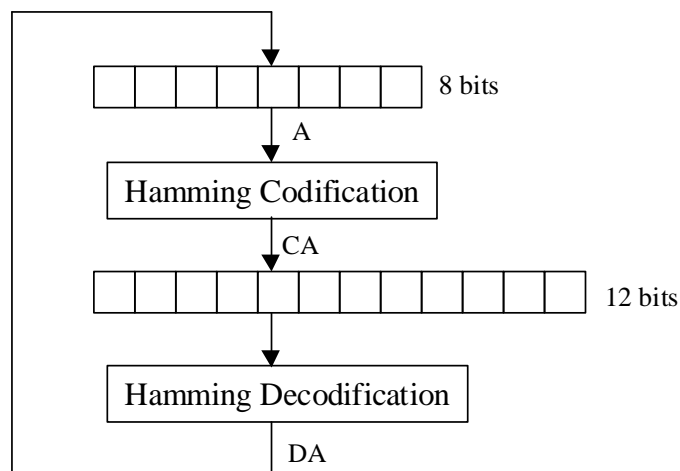 8 bits
A
Hamming Codification
CA
12 bits
Hamming Decodification
DA